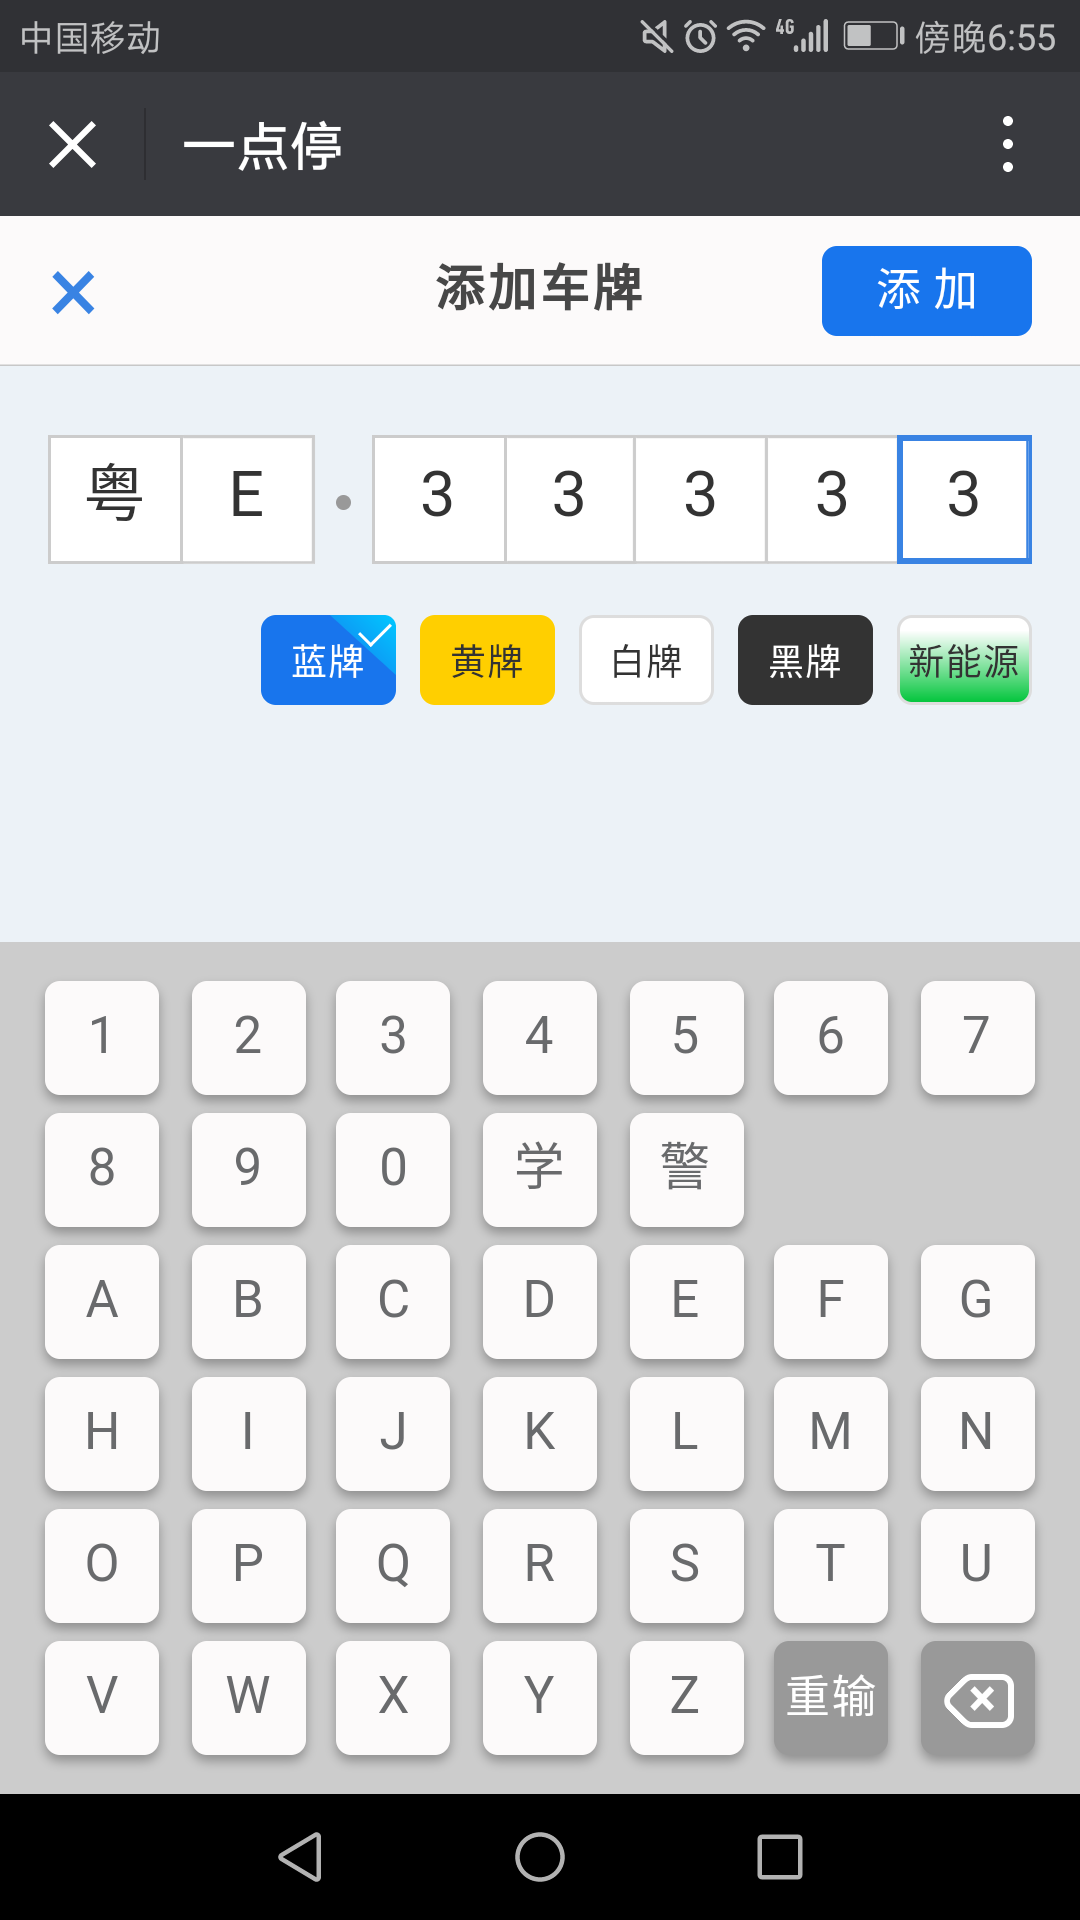 中国移动 4G 傍晚6:55
一点停
添加车牌 添加
粤 E · 3 3 3 3 3
蓝牌 黄牌 白牌 黑牌 新能源
1 2 3 4 5 6 7
8 9 0 学 警
A B C D E F G
H I J K L M N
O P Q R S T U
V W X Y Z 重输